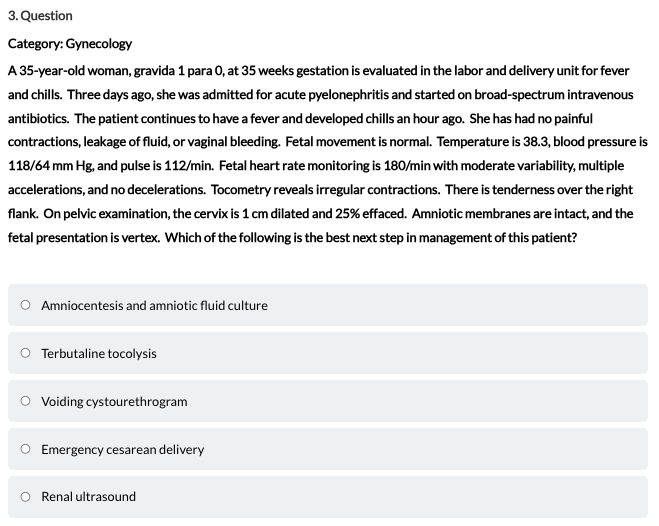 3. Question
Category: Gynecology
A 35-year-old woman, gravida 1 para 0, at 35 weeks gestation is evaluated in the labor and delivery unit for fever
and chills. Three days ago, she was admitted for acute pyelonephritis and started on broad-spectrum intravenous
antibiotics. The patient continues to have a fever and developed chills an hour ago. She has had no painful
contractions, leakage of fluid, or vaginal bleeding. Fetal movement is normal. Temperature is 38.3, blood pressure is
118/64 mm Hg, and pulse is 112/min. Fetal heart rate monitoring is 180/min with moderate variability, multiple
accelerations, and no decelerations. Tocometry reveals irregular contractions. There is tenderness over the right
flank. On pelvic examination, the cervix is 1 cm dilated and 25% effaced. Amniotic membranes are intact, and the
fetal presentation is vertex. Which of the following is the best next step in management of this patient?
Amniocentesis and amniotic fluid culture
Terbutaline tocolysis
Voiding cystourethrogram
Emergency cesarean delivery
Renal ultrasound